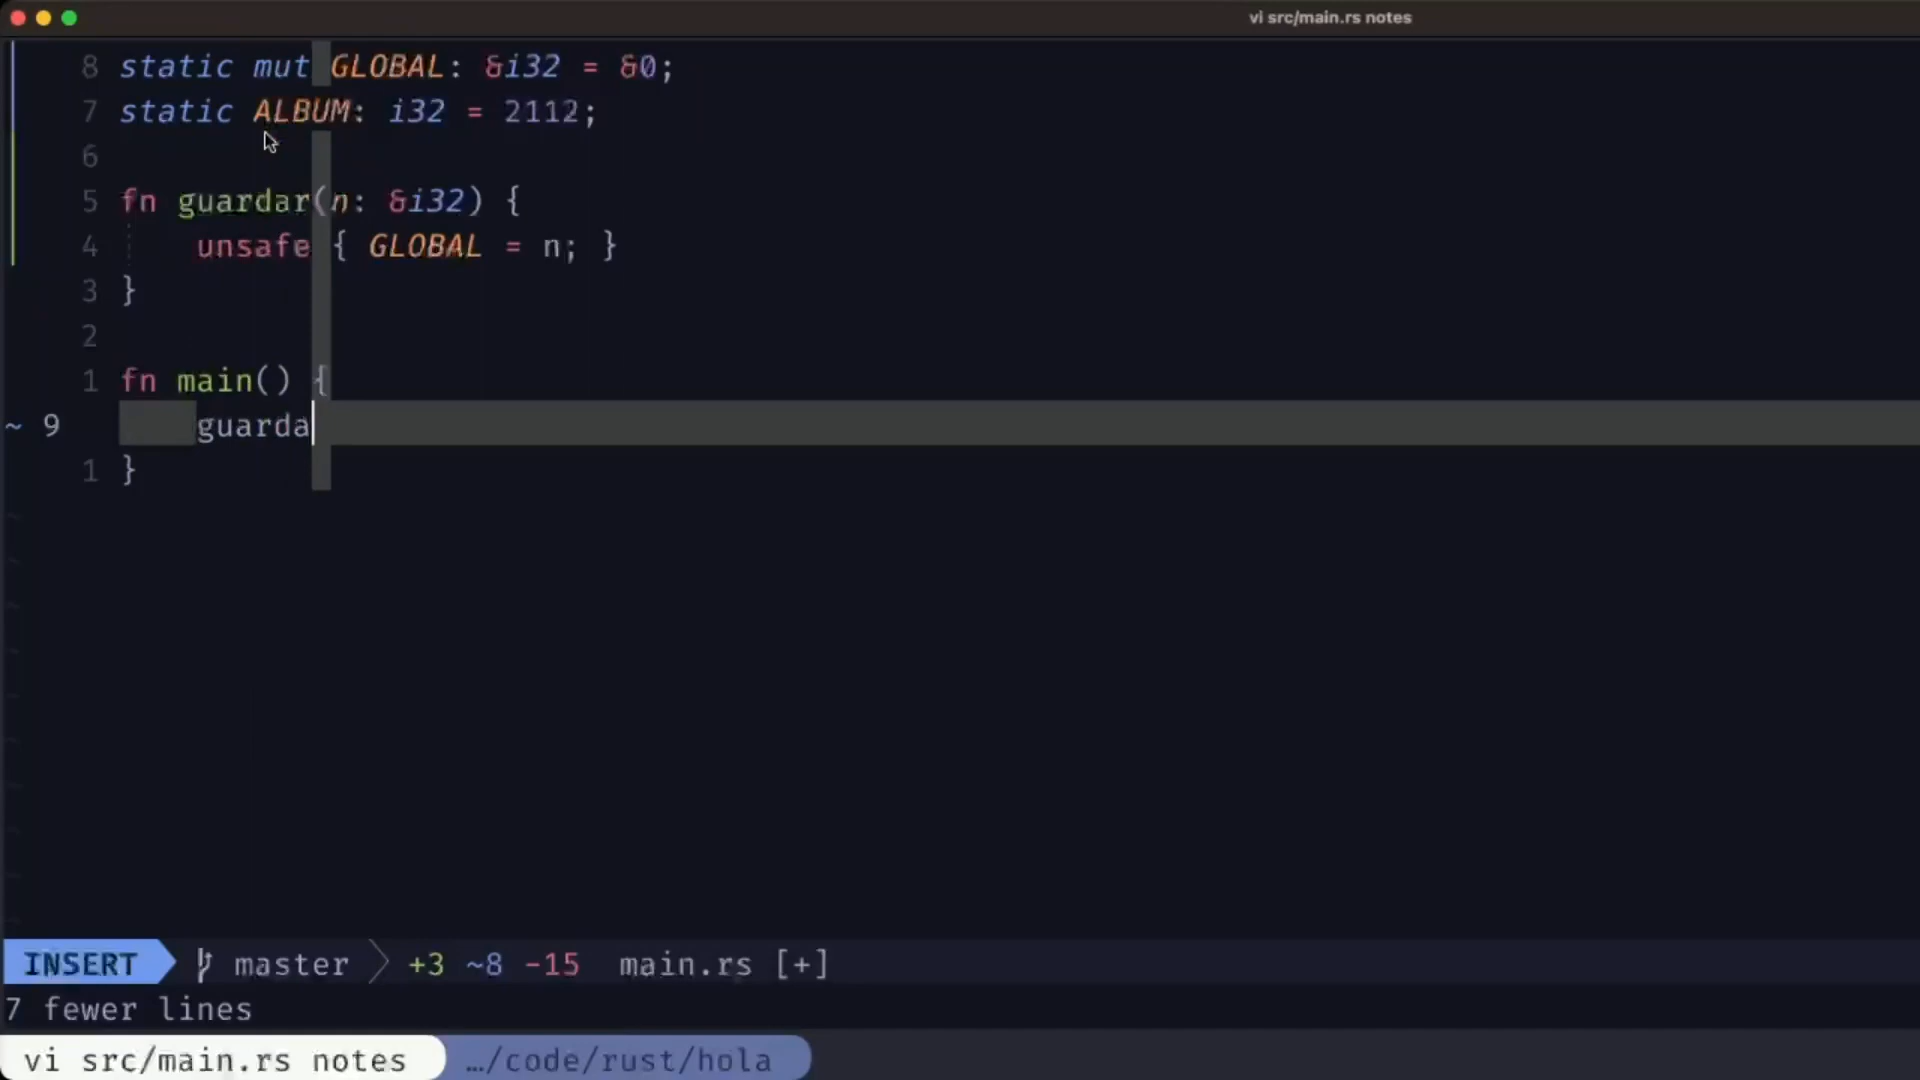 vi src/main.rs notes
8 static mut GLOBAL: &i32 = &0;
7 static ALBUM: i32 = 2112;
6
5 fn guardar(n: &i32) {
4 unsafe { GLOBAL = n; }
3 }
2
1 fn main() {
~ 9 guarda
1 }
INSERT master +3 ~8 -15 main.rs [+]
7 fewer lines
vi src/main.rs notes …/code/rust/hola